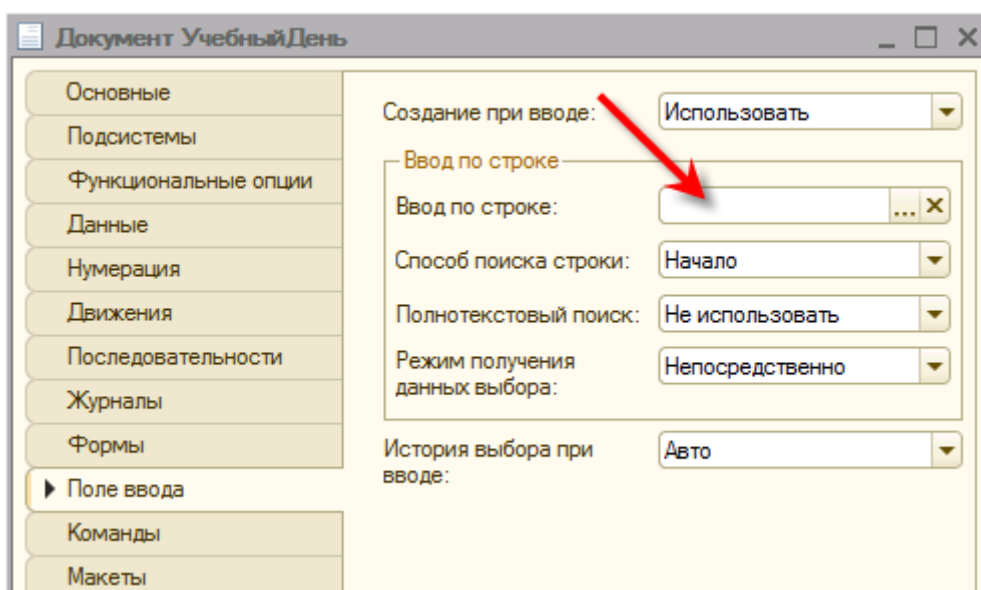 Документ УчебныйДень
Основные
Подсистемы
Функциональные опции
Данные
Нумерация
Движения
Последовательности
Журналы
Формы
Поле ввода
Команды
Макеты
Создание при вводе: Использовать
Ввод по строке
Ввод по строке: ...
Способ поиска строки: Начало
Полнотекстовый поиск: Не использовать
Режим получения
данных выбора: Непосредственно
История выбора при
вводе: Авто